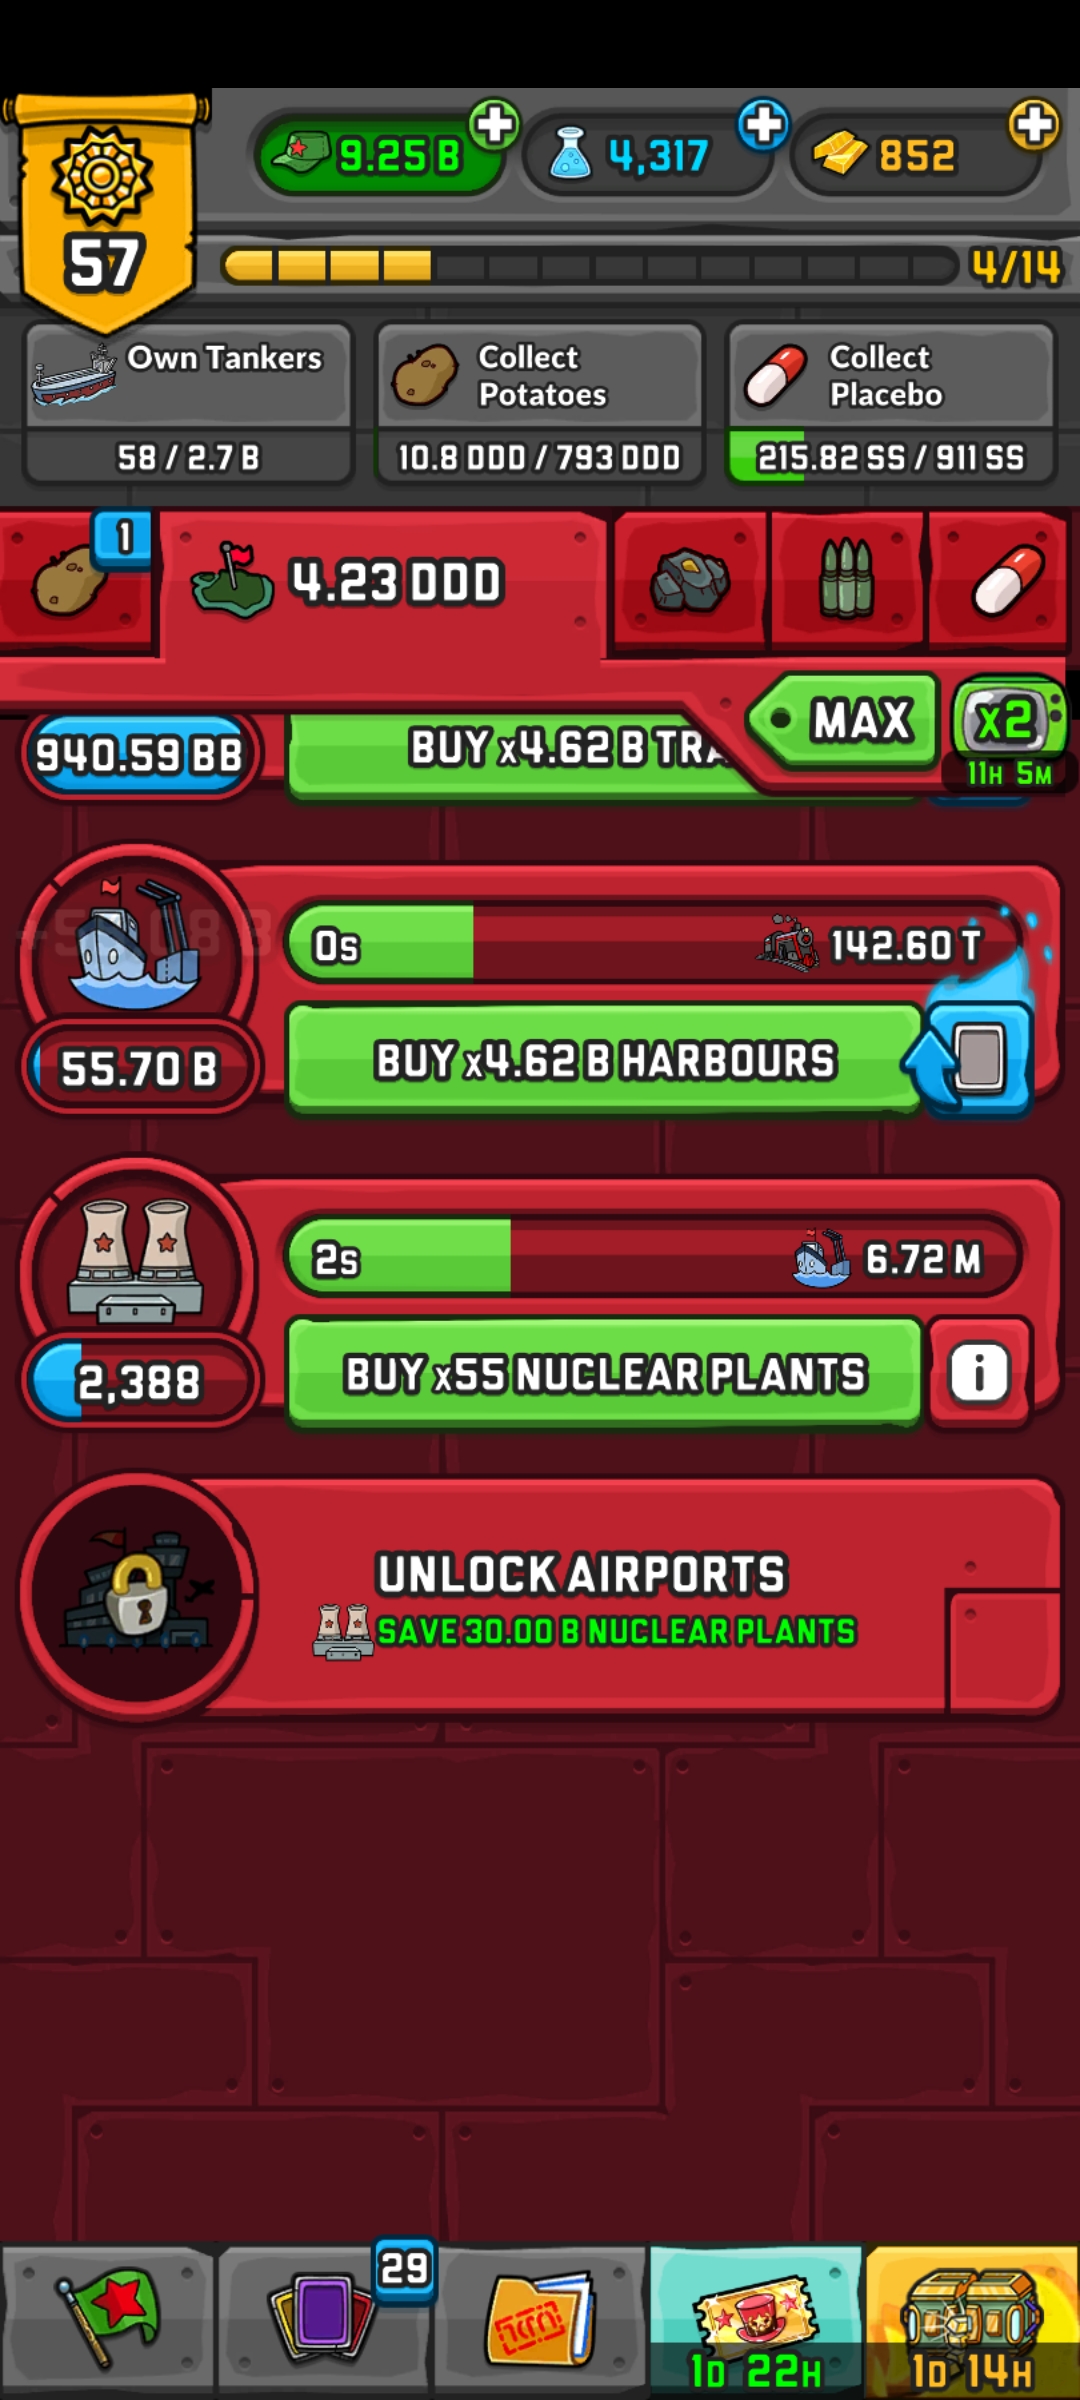 57
9.25 B
4,317
852
4/14
Own Tankers
58 / 2.7 B
Collect
Potatoes
10.8 DDD / 793 DDD
Collect
Placebo
215.82 SS / 911 SS
1
4.23 DDD
MAX
x2
11H 5M
940.59 BB
BUY x4.62 B
0s
142.60 T
55.70 B
BUY x4.62 B HARBOURS
2s
6.72 M
2,388
BUY x55 NUCLEAR PLANTS
i
UNLOCK AIRPORTS
SAVE 30.00 B NUCLEAR PLANTS
29
1D 22H
1D 14H